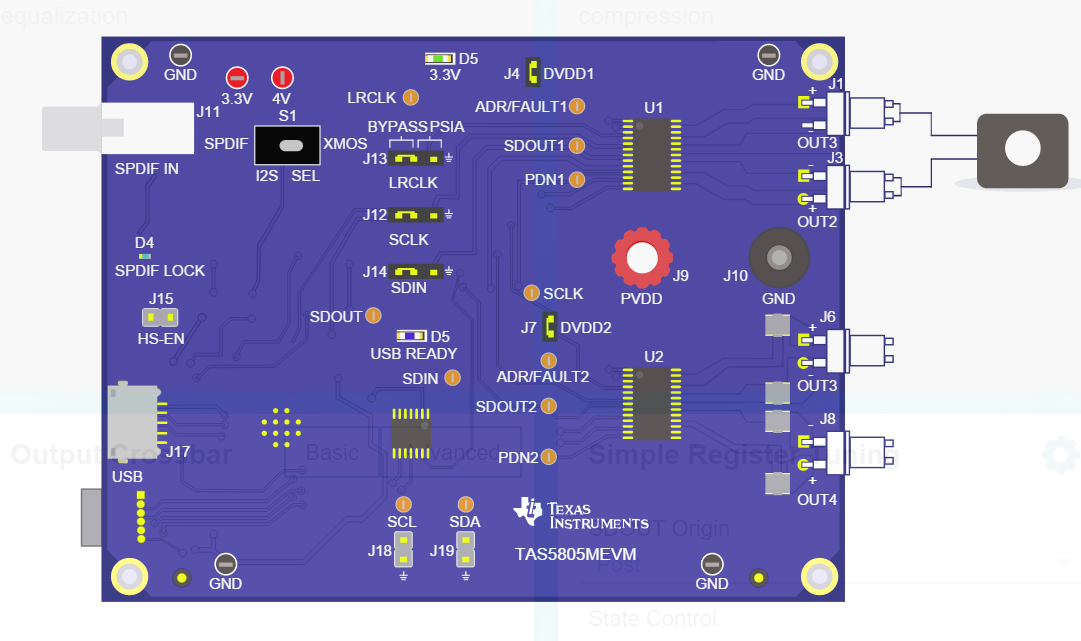 equalization
compression
GND
3.3V
4V
D5
3.3V
J4 DVDD1
GND
J1
+
-
OUT3
J11
SPDIF IN
S1
SPDIF
XMOS
I2S SEL
LRCLK
BYPASS PSIA
J13
LRCLK
ADR/FAULT1
U1
SDOUT1
PDN1
J3
-
+
OUT2
J12
SCLK
D4
SPDIF LOCK
J14
SDIN
J9
PVDD
J10
GND
J15
HS-EN
SDOUT
D5
USB READY
SCLK
J7 DVDD2
J6
+
-
OUT3
SDIN
ADR/FAULT2
U2
SDOUT2
J8
-
+
OUT4
Output Crossbar
Basic
Advanced
Simple Register Tuning
J17
USB
PDN2
SCL
SDA
J18
J19
TEXAS
INSTRUMENTS
SDOUT Origin
TAS5805MEVM
Post
GND
GND
State Control